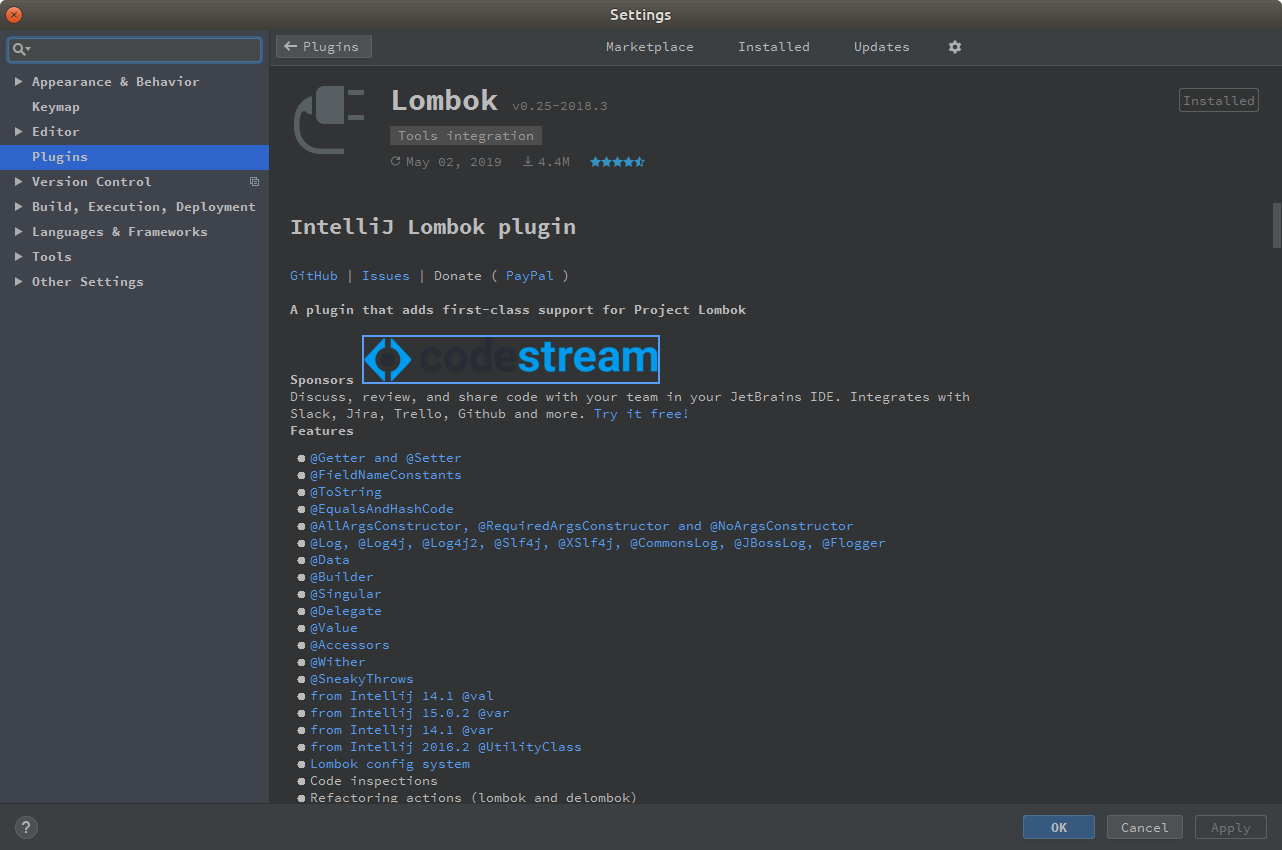 Settings
Appearance & Behavior
Keymap
Editor
Plugins
Version Control
Build, Execution, Deployment
Languages & Frameworks
Tools
Other Settings
Plugins Marketplace Installed Updates
Lombok v0.25-2018.3 Installed
Tools integration
May 02, 2019 4.4M
IntelliJ Lombok plugin
GitHub | Issues | Donate ( PayPal )
A plugin that adds first-class support for Project Lombok
codestream
Sponsors
Discuss, review, and share code with your team in your JetBrains IDE. Integrates with
Slack, Jira, Trello, Github and more. Try it free!
Features
@Getter and @Setter
@FieldNameConstants
@ToString
@EqualsAndHashCode
@AllArgsConstructor, @RequiredArgsConstructor and @NoArgsConstructor
@Log, @Log4j, @Log4j2, @Slf4j, @XSlf4j, @CommonsLog, @JBossLog, @Flogger
@Data
@Builder
@Singular
@Delegate
@Value
@Accessors
@Wither
@SneakyThrows
from Intellij 14.1 @val
from Intellij 15.0.2 @var
from Intellij 14.1 @var
from Intellij 2016.2 @UtilityClass
Lombok config system
Code inspections
Refactoring actions (lombok and delombok)
? OK Cancel Apply